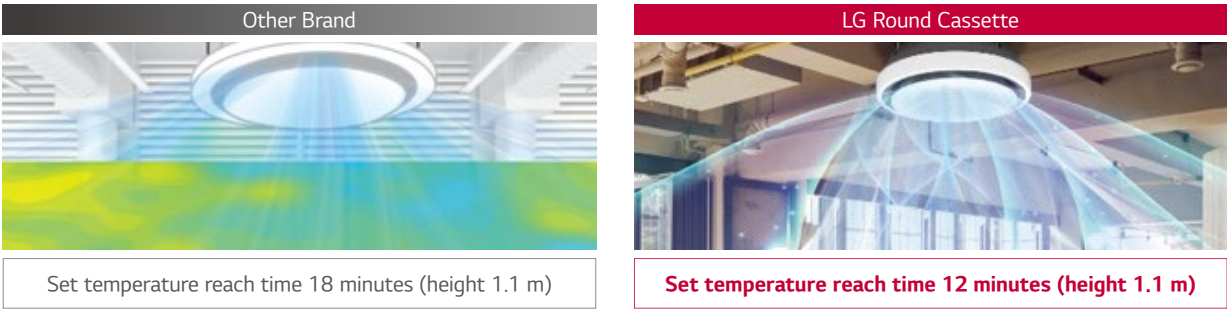 Other Brand
LG Round Cassette
Set temperature reach time 18 minutes (height 1.1 m)
Set temperature reach time 12 minutes (height 1.1 m)